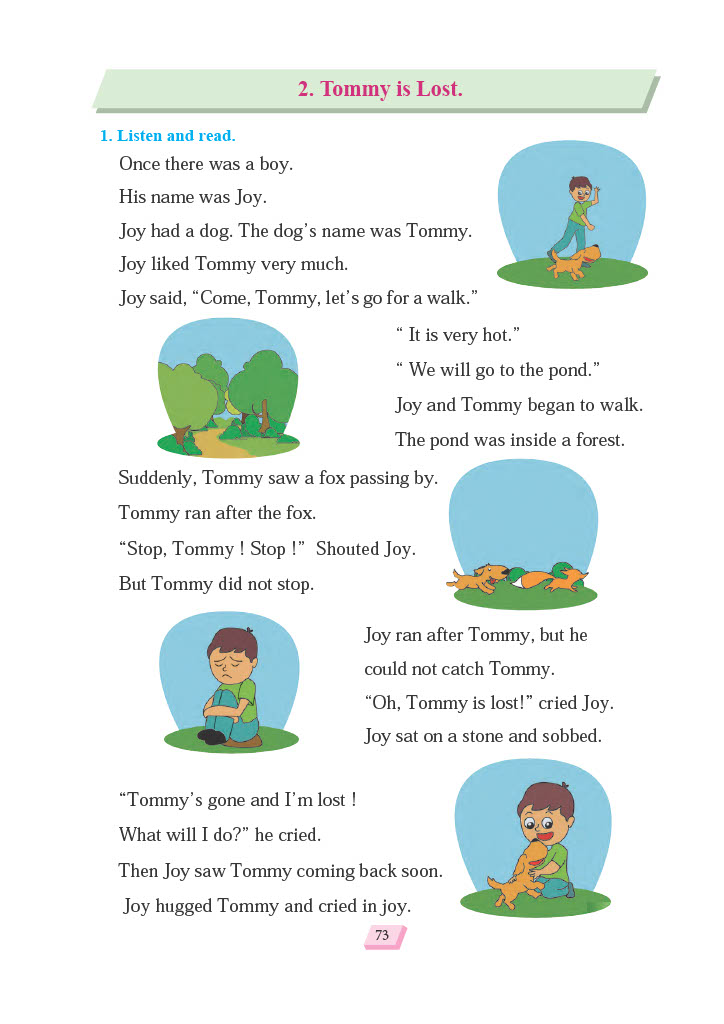 2. Tommy is Lost.
1. Listen and read.
Once there was a boy.
His name was Joy.
Joy had a dog. The dog’s name was Tommy.
Joy liked Tommy very much.
Joy said, “Come, Tommy, let’s go for a walk.”
“ It is very hot.”
“ We will go to the pond.”
Joy and Tommy began to walk.
The pond was inside a forest.
Suddenly, Tommy saw a fox passing by.
Tommy ran after the fox.
“Stop, Tommy ! Stop !”  Shouted Joy.
But Tommy did not stop.
Joy ran after Tommy, but he
could not catch Tommy.
“Oh, Tommy is lost!” cried Joy.
Joy sat on a stone and sobbed.
“Tommy’s gone and I’m lost !
What will I do?” he cried.
Then Joy saw Tommy coming back soon.
Joy hugged Tommy and cried in joy.
73